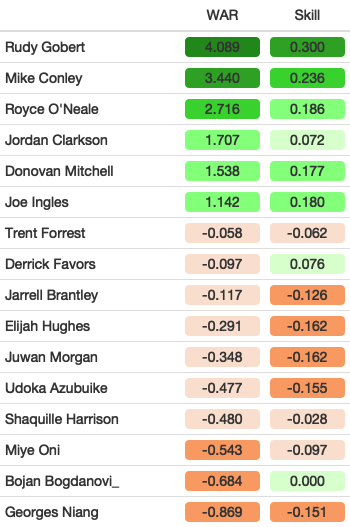 WAR Skill
Rudy Gobert 4.089 0.300
Mike Conley 3.440 0.236
Royce O'Neale 2.716 0.186
Jordan Clarkson 1.707 0.072
Donovan Mitchell 1.538 0.177
Joe Ingles 1.142 0.180
Trent Forrest -0.058 -0.062
Derrick Favors -0.097 0.076
Jarrell Brantley -0.117 -0.126
Elijah Hughes -0.291 -0.162
Juwan Morgan -0.348 -0.162
Udoka Azubuike -0.477 -0.155
Shaquille Harrison -0.480 -0.028
Miye Oni -0.543 -0.097
Bojan Bogdanovi_ -0.684 0.000
Georges Niang -0.869 -0.151